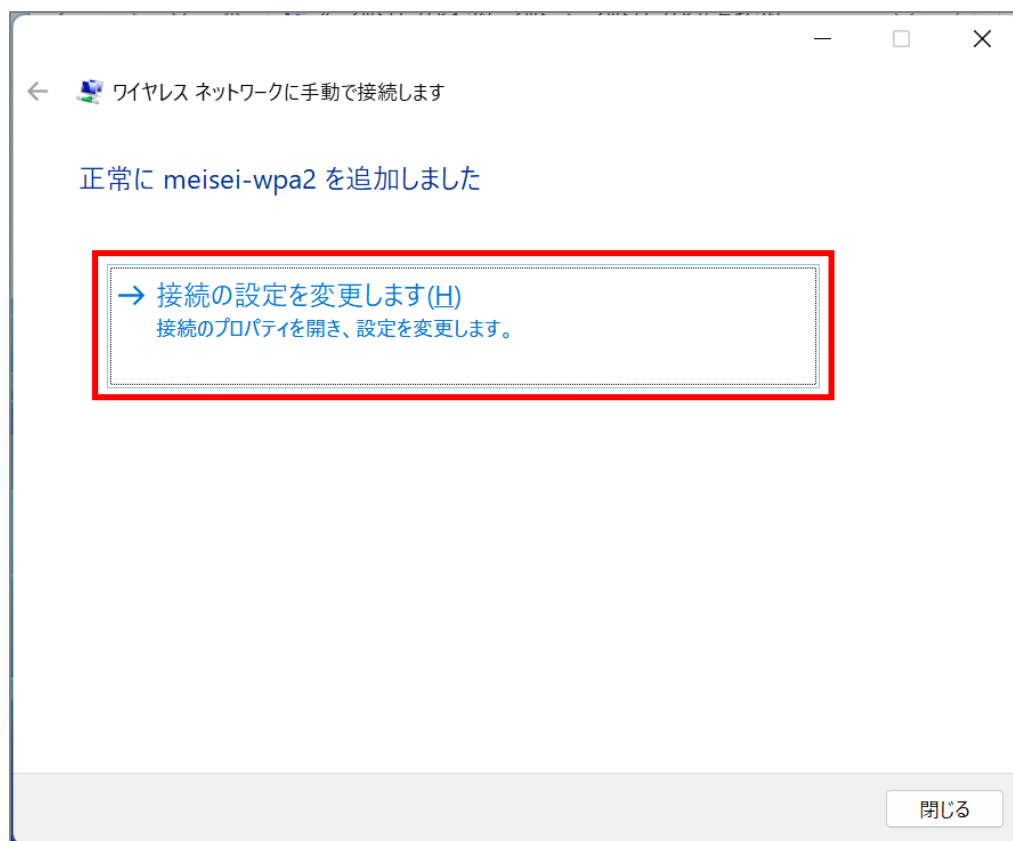 ワイヤレス ネットワークに手動で接続します
正常に meisei-wpa2 を追加しました
→ 接続の設定を変更します(H)
接続のプロパティを開き、設定を変更します。
閉じる